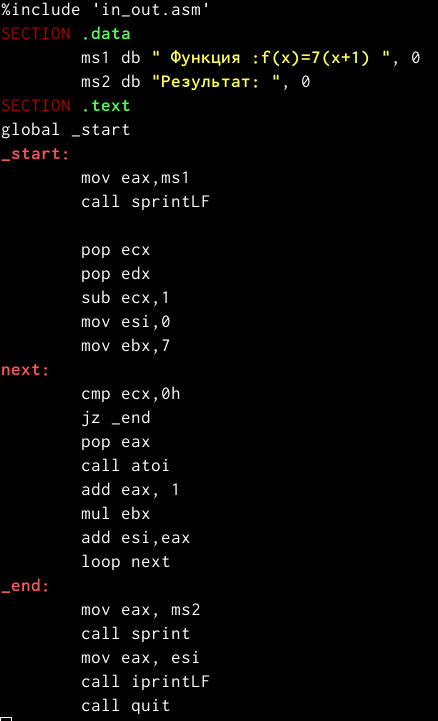 %include 'in_out.asm'
SECTION .data
ms1 db " Функция :f(x)=7(x+1) ", 0
ms2 db "Результат: ", 0
SECTION .text
global _start
_start:
mov eax,ms1
call sprintLF
pop ecx
pop edx
sub ecx,1
mov esi,0
mov ebx,7
next:
cmp ecx,0h
jz _end
pop eax
call atoi
add eax, 1
mul ebx
add esi,eax
loop next
_end:
mov eax, ms2
call sprint
mov eax, esi
call iprintLF
call quit